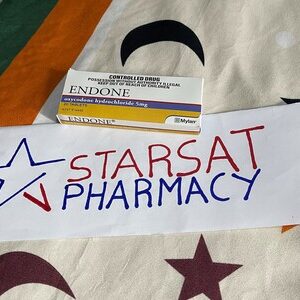 CONTROLLED DRUG
POSSESSION WITHOUT AUTHORITY ILLEGAL
KEEP OUT OF REACH OF CHILDREN
ENDONE
oxycodone hydrochloride 5mg
ENDONE®
Mylan
STARSAT
PHARMACY